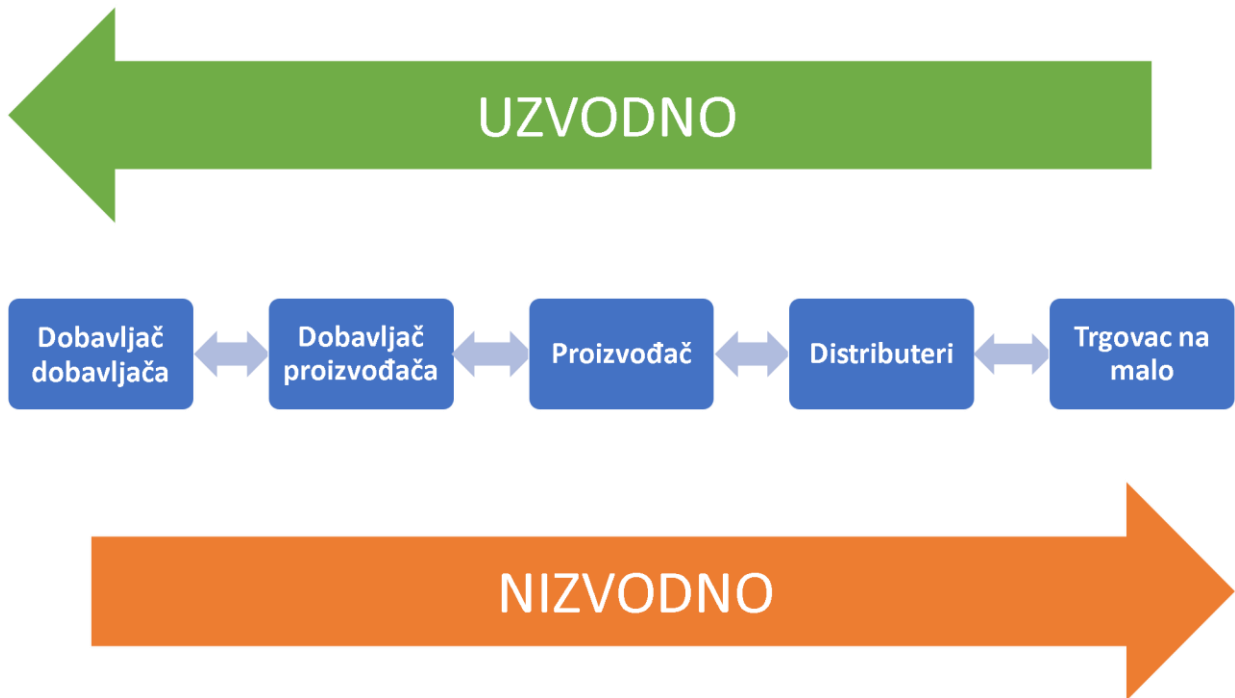 UZVODNO
Dobavljač
dobavljača
Dobavljač
proizvođača
Proizvođač
Distributeri
Trgovac na
malo
NIZVODNO